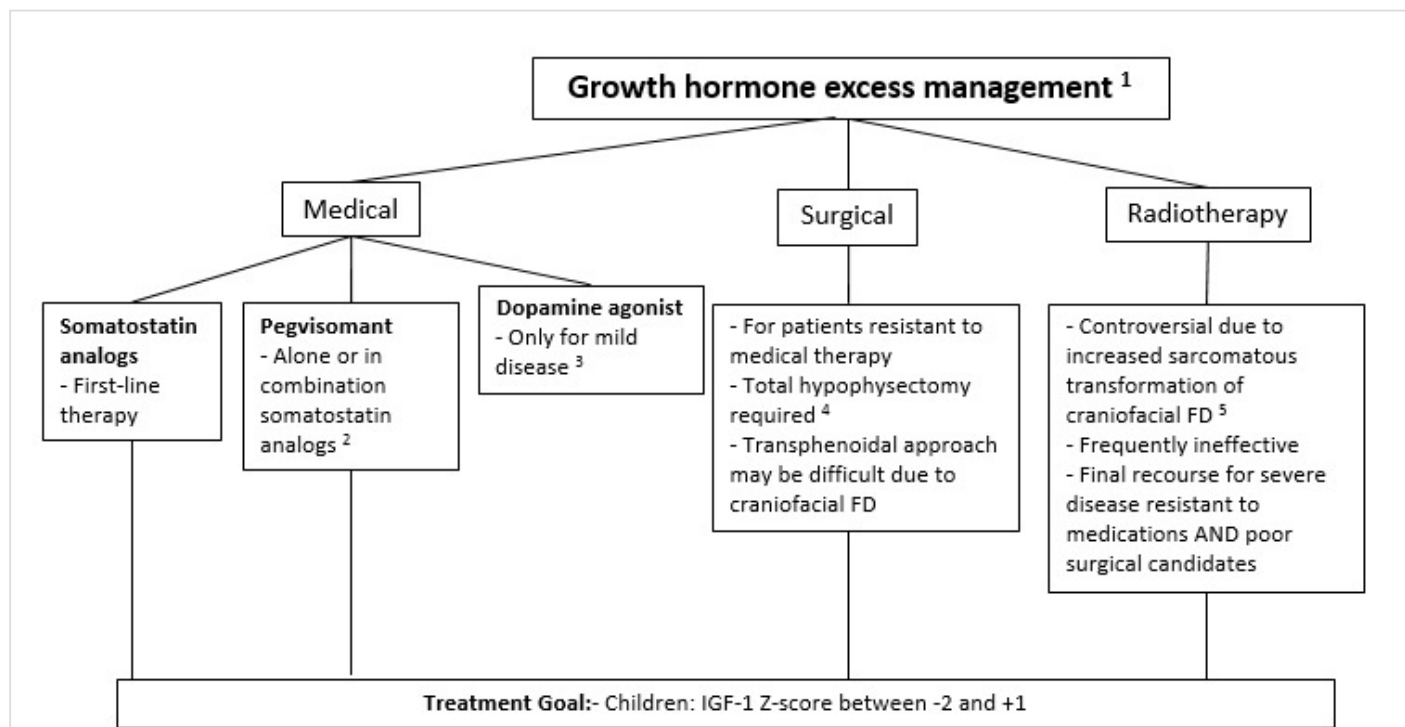 Growth hormone excess management 1
Medical
Surgical
Radiotherapy
Somatostatin
analogs
- First-line
therapy
Pegvisomant
- Alone or in
combination
somatostatin
analogs 2
Dopamine agonist
- Only for mild
disease 3
- For patients resistant to
medical therapy
- Total hypophysectomy
required 4
- Transphenoidal approach
may be difficult due to
craniofacial FD
- Controversial due to
increased sarcomatous
transformation of
craniofacial FD 5
- Frequently ineffective
- Final recourse for severe
disease resistant to
medications AND poor
surgical candidates
Treatment Goal:- Children: IGF-1 Z-score between -2 and +1